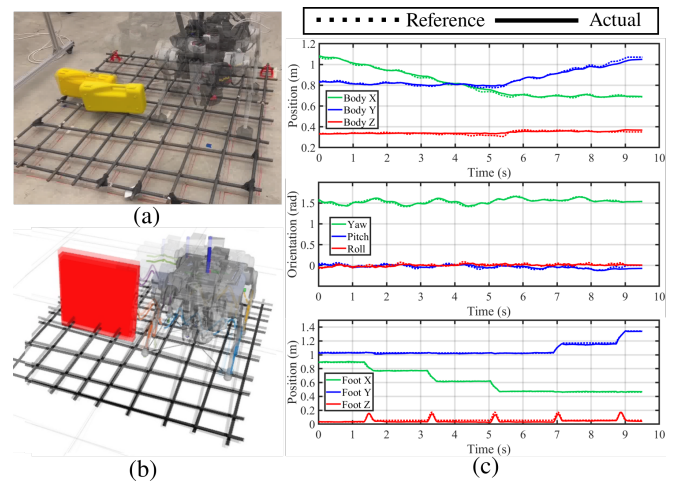 Reference Actual
1.2
1
0.8
0.6
0.4
0.2
Position (m)
Body X
Body Y
Body Z
0 1 2 3 4 5 6 7 8 9 10
Time (s)
(a)
1.5
1
0.5
0
Orientation (rad)
Yaw
Pitch
Roll
0 1 2 3 4 5 6 7 8 9 10
Time (s)
1.4
1.2
1
0.8
0.6
0.4
0.2
0
Position (m)
Foot X
Foot Y
Foot Z
0 1 2 3 4 5 6 7 8 9 10
Time (s)
(b)
(c)